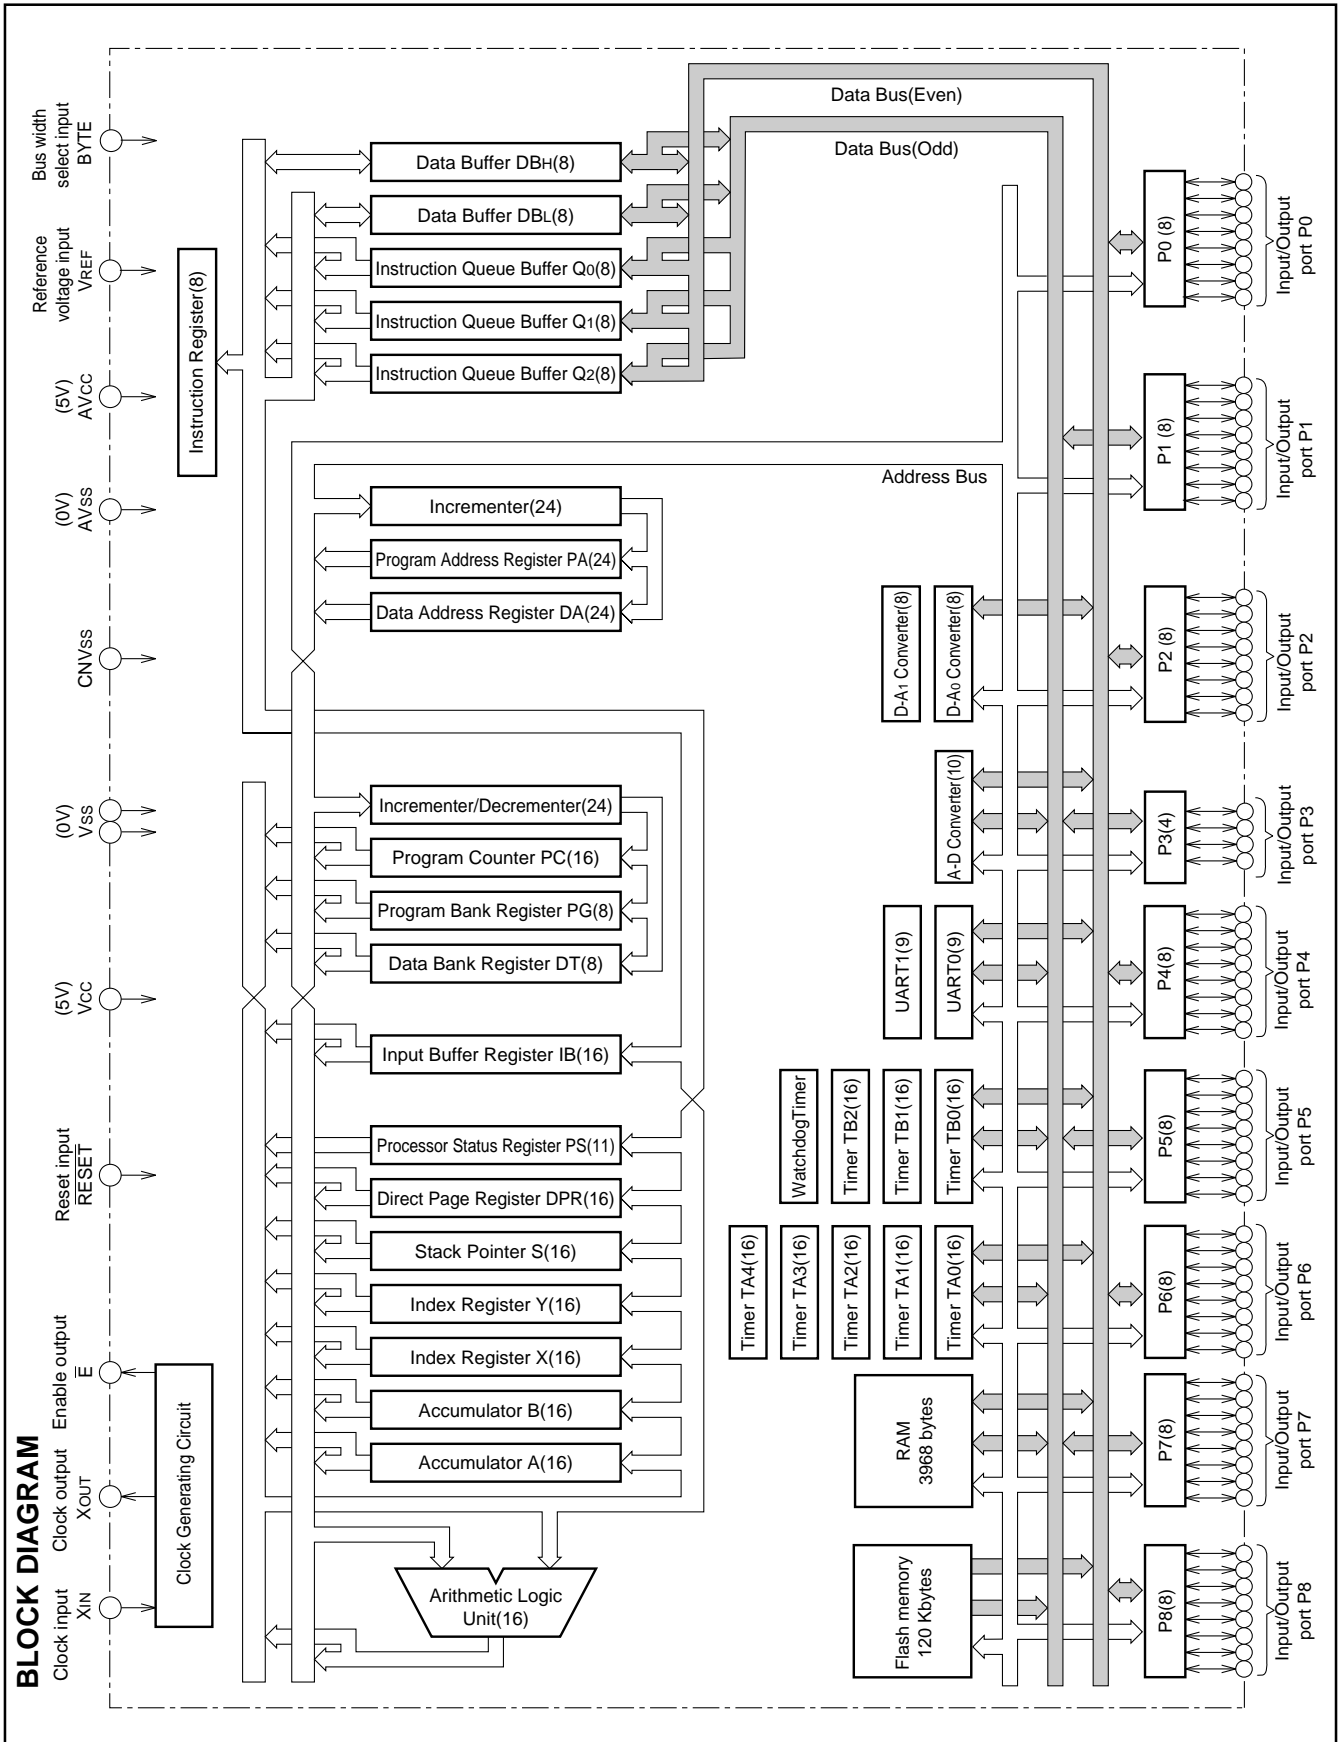 BLOCK DIAGRAM
Bus width
select input
BYTE
Reference
voltage input
VREF
(5V)
AVCC
(0V)
AVSS
CNVSS
(0V)
VSS
(5V)
VCC
Reset input
RESET
Enable output
E
Clock output
XOUT
Clock input
XIN
Instruction Register(8)
Clock Generating Circuit
Data Buffer DBH(8)
Data Buffer DBL(8)
Instruction Queue Buffer Q0(8)
Instruction Queue Buffer Q1(8)
Instruction Queue Buffer Q2(8)
Incrementer(24)
Program Address Register PA(24)
Data Address Register DA(24)
Incrementer/Decrementer(24)
Program Counter PC(16)
Program Bank Register PG(8)
Data Bank Register DT(8)
Input Buffer Register IB(16)
Processor Status Register PS(11)
Direct Page Register DPR(16)
Stack Pointer S(16)
Index Register Y(16)
Index Register X(16)
Accumulator B(16)
Accumulator A(16)
Arithmetic Logic
Unit(16)
Data Bus(Even)
Data Bus(Odd)
Address Bus
D-A1 Converter(8)
D-A0 Converter(8)
A-D Converter(10)
UART1(9)
UART0(9)
WatchdogTimer
Timer TB2(16)
Timer TB1(16)
Timer TB0(16)
Timer TA4(16)
Timer TA3(16)
Timer TA2(16)
Timer TA1(16)
Timer TA0(16)
RAM
3968 bytes
Flash memory
120 Kbytes
P0 (8)
P1 (8)
P2 (8)
P3(4)
P4(8)
P5(8)
P6(8)
P7(8)
P8(8)
Input/Output
port P0
Input/Output
port P1
Input/Output
port P2
Input/Output
port P3
Input/Output
port P4
Input/Output
port P5
Input/Output
port P6
Input/Output
port P7
Input/Output
port P8